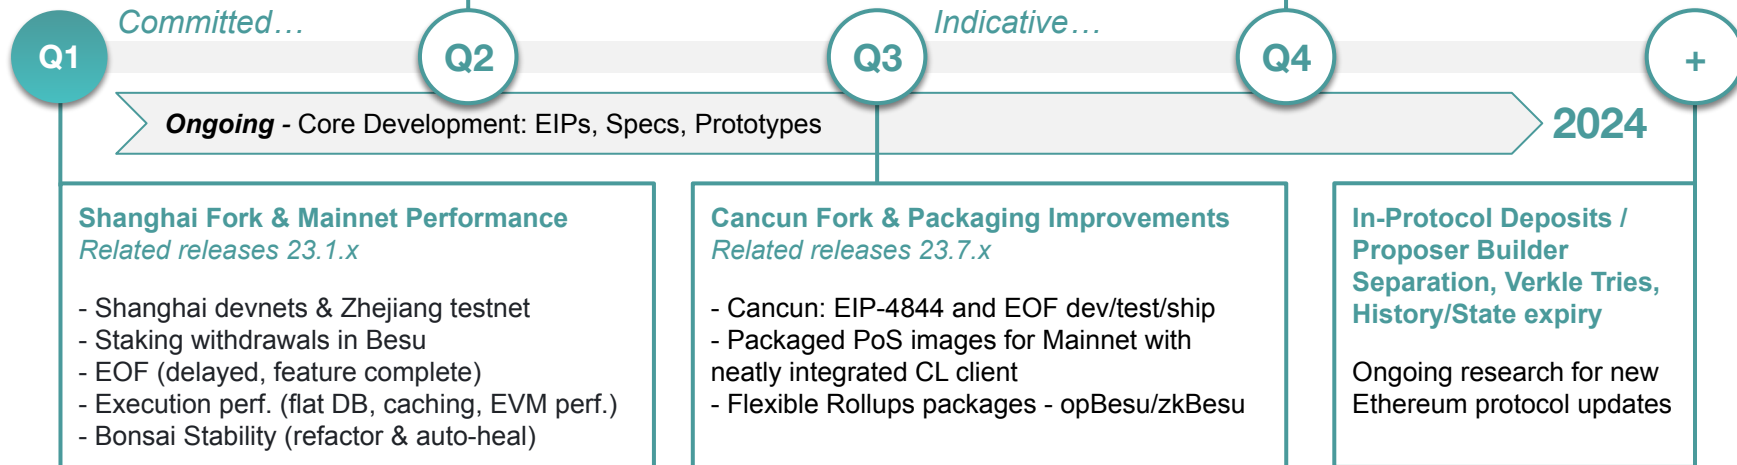 Committed…
Indicative…
Q1
Q2
Q3
Q4
+
Ongoing - Core Development: EIPs, Specs, Prototypes
2024
Shanghai Fork & Mainnet Performance
Related releases 23.1.x
- Shanghai devnets & Zhejiang testnet
- Staking withdrawals in Besu
- EOF (delayed, feature complete)
- Execution perf. (flat DB, caching, EVM perf.)
- Bonsai Stability (refactor & auto-heal)
Cancun Fork & Packaging Improvements
Related releases 23.7.x
- Cancun: EIP-4844 and EOF dev/test/ship
- Packaged PoS images for Mainnet with
neatly integrated CL client
- Flexible Rollups packages - opBesu/zkBesu
In-Protocol Deposits /
Proposer Builder
Separation, Verkle Tries,
History/State expiry
Ongoing research for new
Ethereum protocol updates